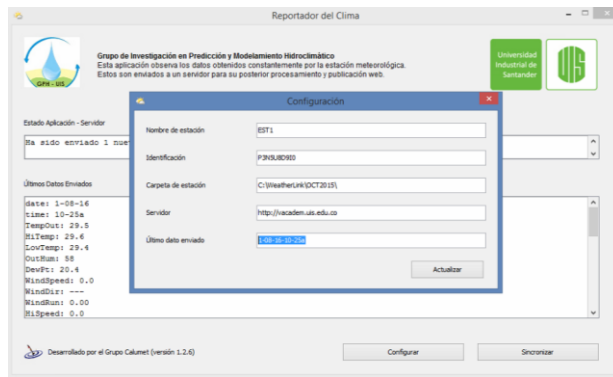 Reportador del Clima
Grupo de Investigación en Predicción y Modelamiento Hidroclimático
Esta aplicación observa los datos obtenidos constantemente por la estación meteorológica.
Estos son enviados a un servidor para su posterior procesamiento y publicación web.
GPH - UIS
Universidad
Industrial de
Santander
Configuración
Estado Aplicación - Servidor
Ha sido enviado 1 nue
Nombre de estación
EST1
Identificación
P3N5U8D9I0
Carpeta de estación
C:\WeatherLink\OCT2015\
Servidor
http://vacadem.uis.edu.co
Último dato enviado
1-08-16-10-25a
Actualizar
Últimos Datos Enviados
date: 1-08-16
time: 10-25a
TempOut: 29.5
HiTemp: 29.6
LowTemp: 29.4
OutHum: 58
DewPt: 20.4
WindSpeed: 0.0
WindDir: ---
WindRun: 0.00
HiSpeed: 0.0
Desarrollado por el Grupo Calumet (versión 1.2.6)
Configurar
Sincronizar